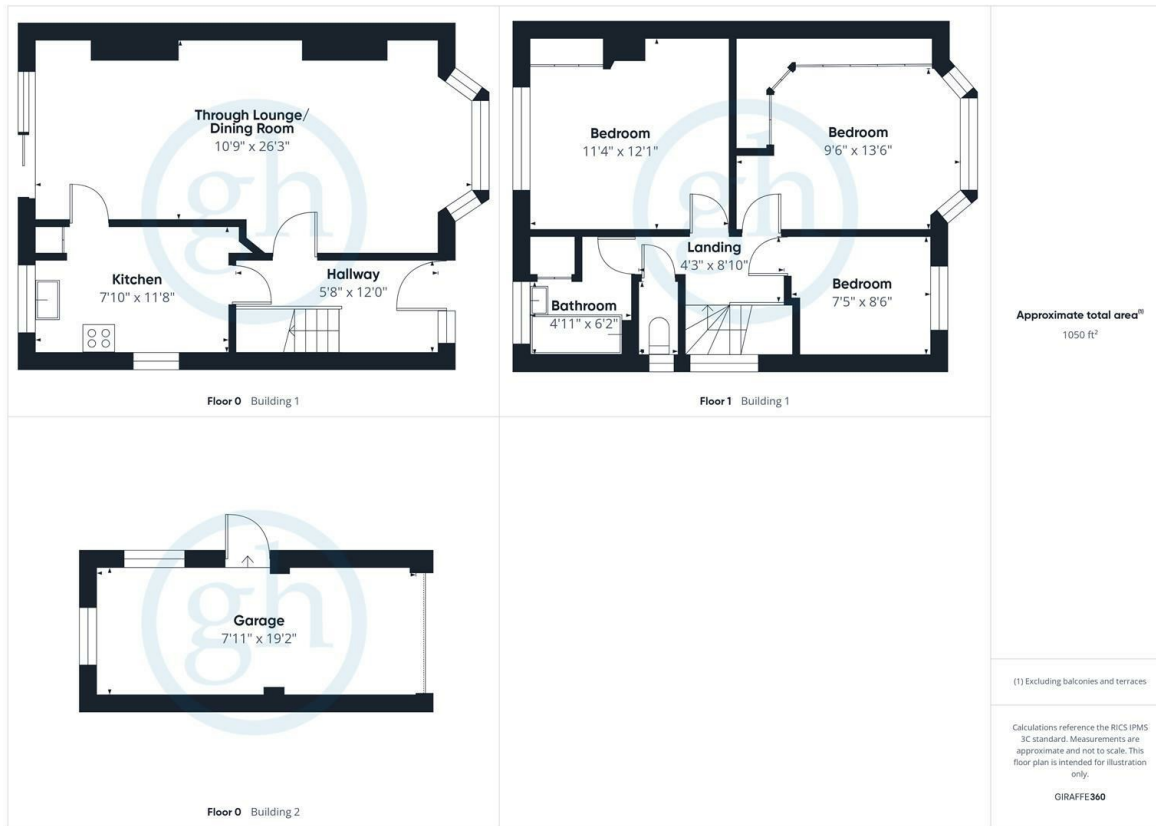 Through Lounge/
Dining Room
10'9" x 26'3"
Kitchen
7'10" x 11'8"
Hallway
5'8" x 12'0"
Floor 0 Building 1
Bedroom
11'4" x 12'1"
Bedroom
9'6" x 13'6"
Landing
4'3" x 8'10"
Bathroom
4'11" x 6'2"
Bedroom
7'5" x 8'6"
Floor 1 Building 1
gh
gh
Approximate total area(1)
1050 ft²
Garage
7'11" x 19'2"
gh
Floor 0 Building 2
(1) Excluding balconies and terraces
Calculations reference the RICS IPMS
3C standard. Measurements are
approximate and not to scale. This
floor plan is intended for illustration
only.
GIRAFFE360